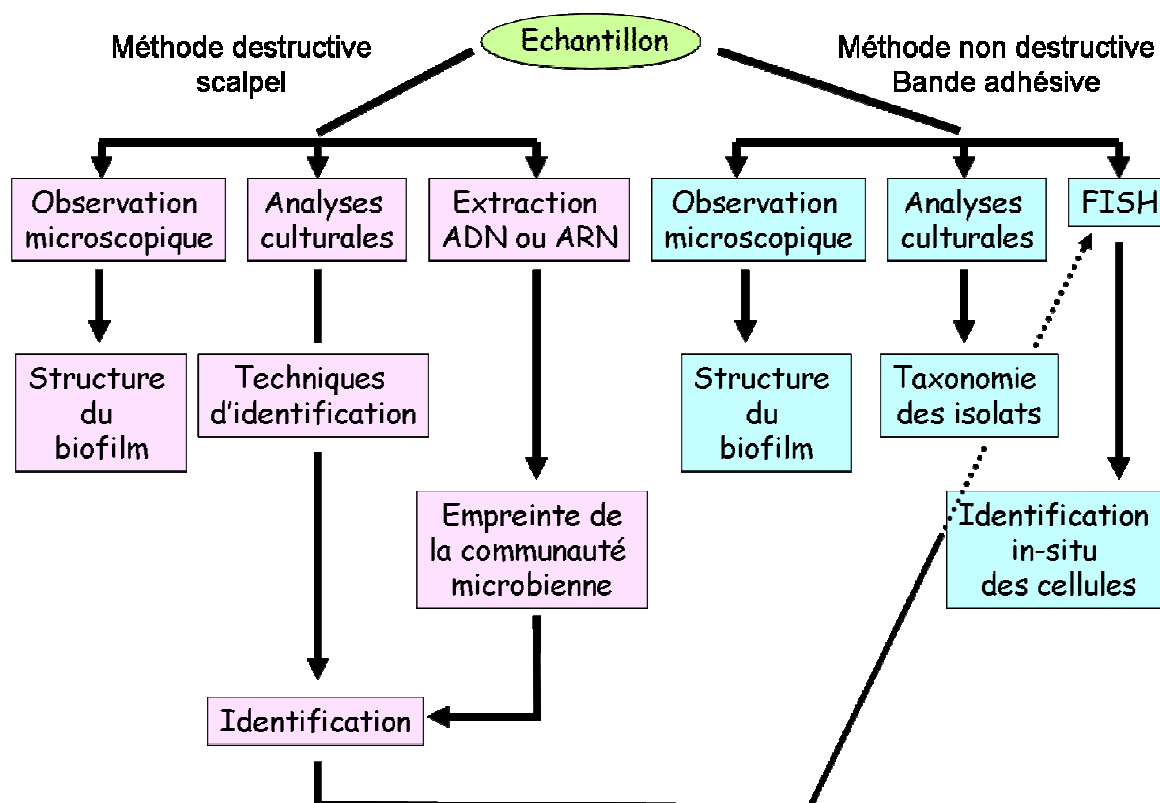 Echantillon
Méthode destructive
scalpel
Méthode non destructive
Bande adhésive
Observation
microscopique
Analyses
culturales
Extraction
ADN ou ARN
Observation
microscopique
Analyses
culturales
FISH
Structure
du
biofilm
Techniques
d'identification
Structure
du
biofilm
Taxonomie
des isolats
Empreinte de
la communauté
microbienne
Identification
in-situ
des cellules
Identification